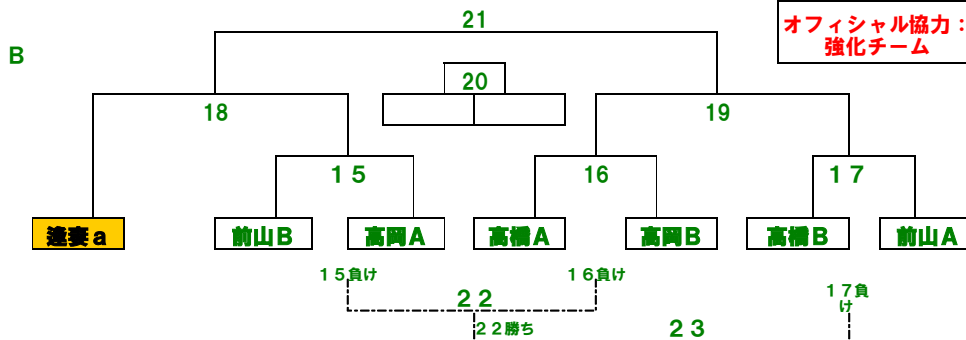 21
オフィシャル協力：
強化チーム
B
20
18
19
１５
16
１７
逢妻a
前山B
高岡A
高橋A
高岡B
高橋B
前山A
１５負け
１６負け
１７負
け
２２
２２勝ち
２３